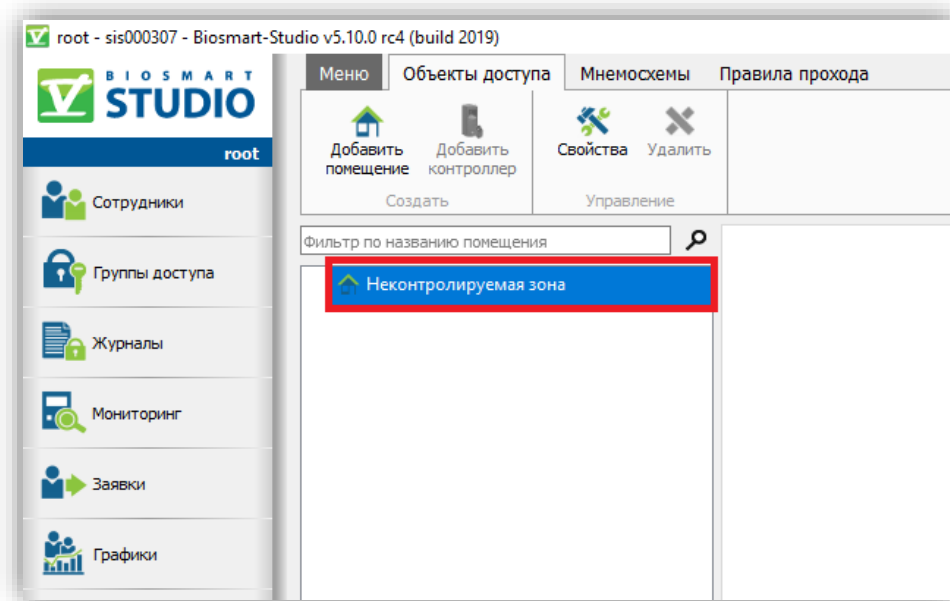 root - sis000307 - Biosmart-Studio v5.10.0 rc4 (build 2019)
BIOSMART
STUDIO
root
Сотрудники
Группы доступа
Журналы
Мониторинг
Заявки
Графики
Меню Объекты доступа Мнемосхемы Правила прохода
Добавить помещение
Добавить контроллер
Свойства Удалить
Создать Управление
Фильтр по названию помещения
Неконтролируемая зона